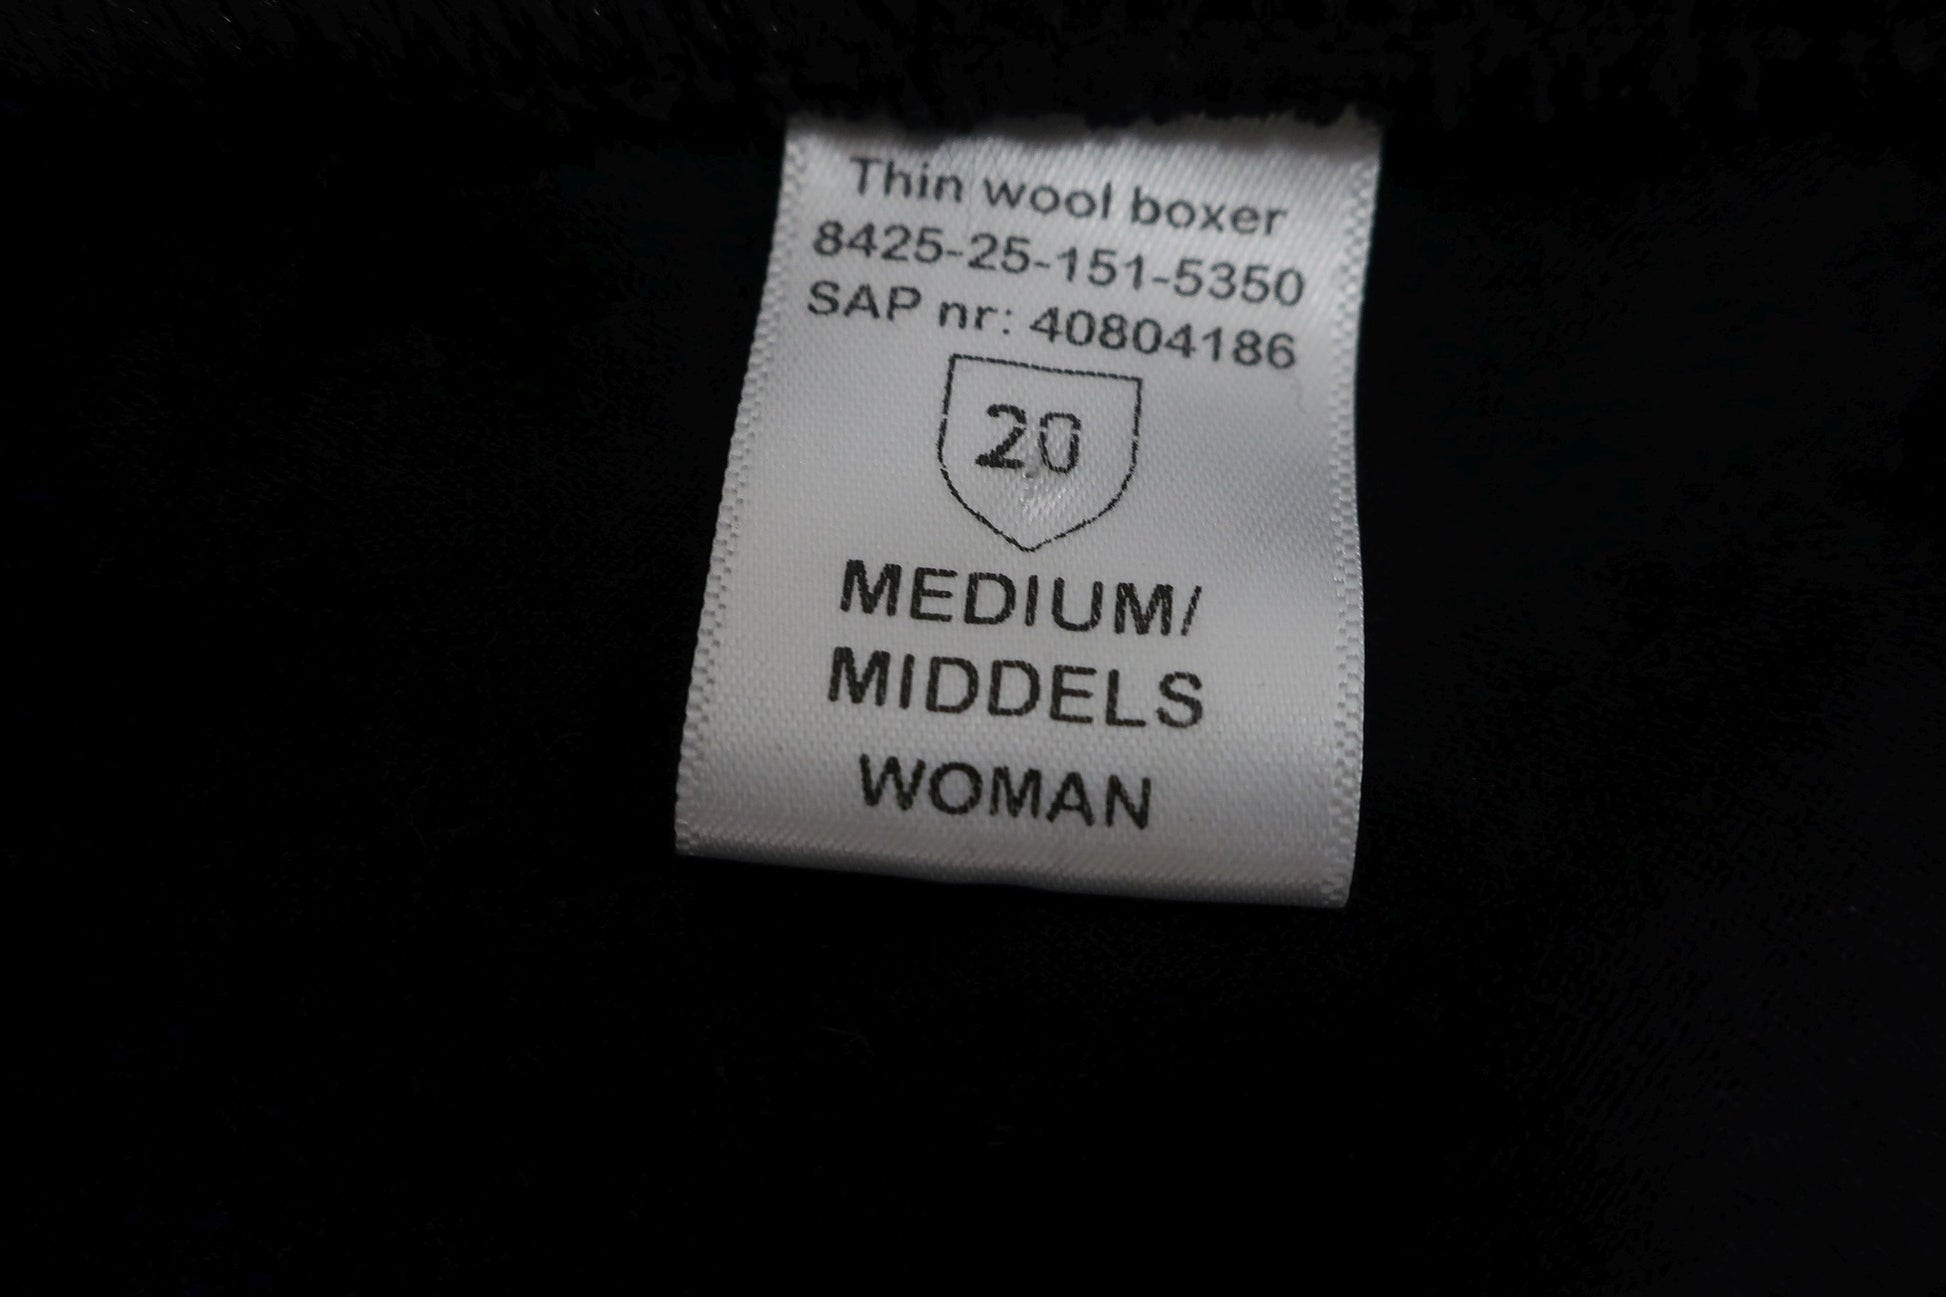 Thin wool boxer
8425-25-151-5350
SAP nr: 40804186
20
MEDIUM/
MIDDELS
WOMAN